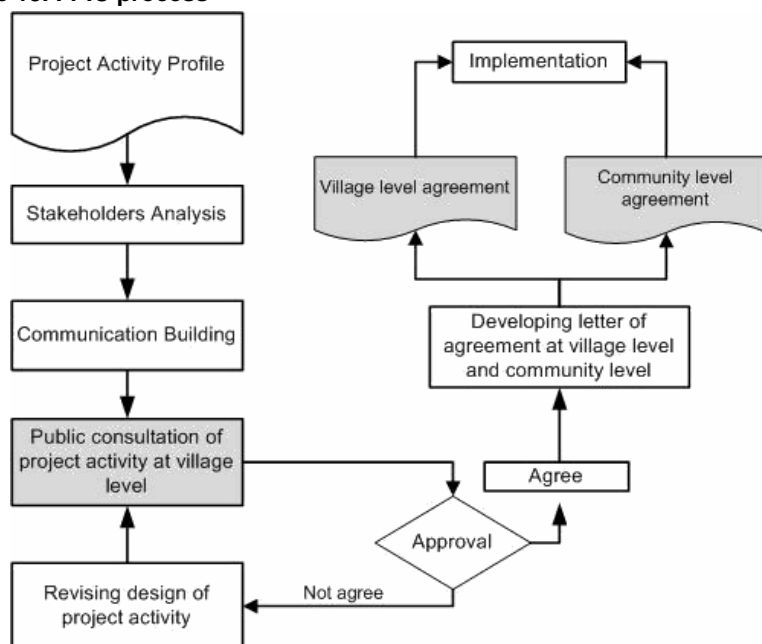 Project Activity Profile
Stakeholders Analysis
Communication Building
Public consultation of
project activity at village
level
Revising design of
project activity
Not agree
Approval
Agree
Developing letter of
agreement at village level
and community level
Village level agreement
Community level
agreement
Implementation